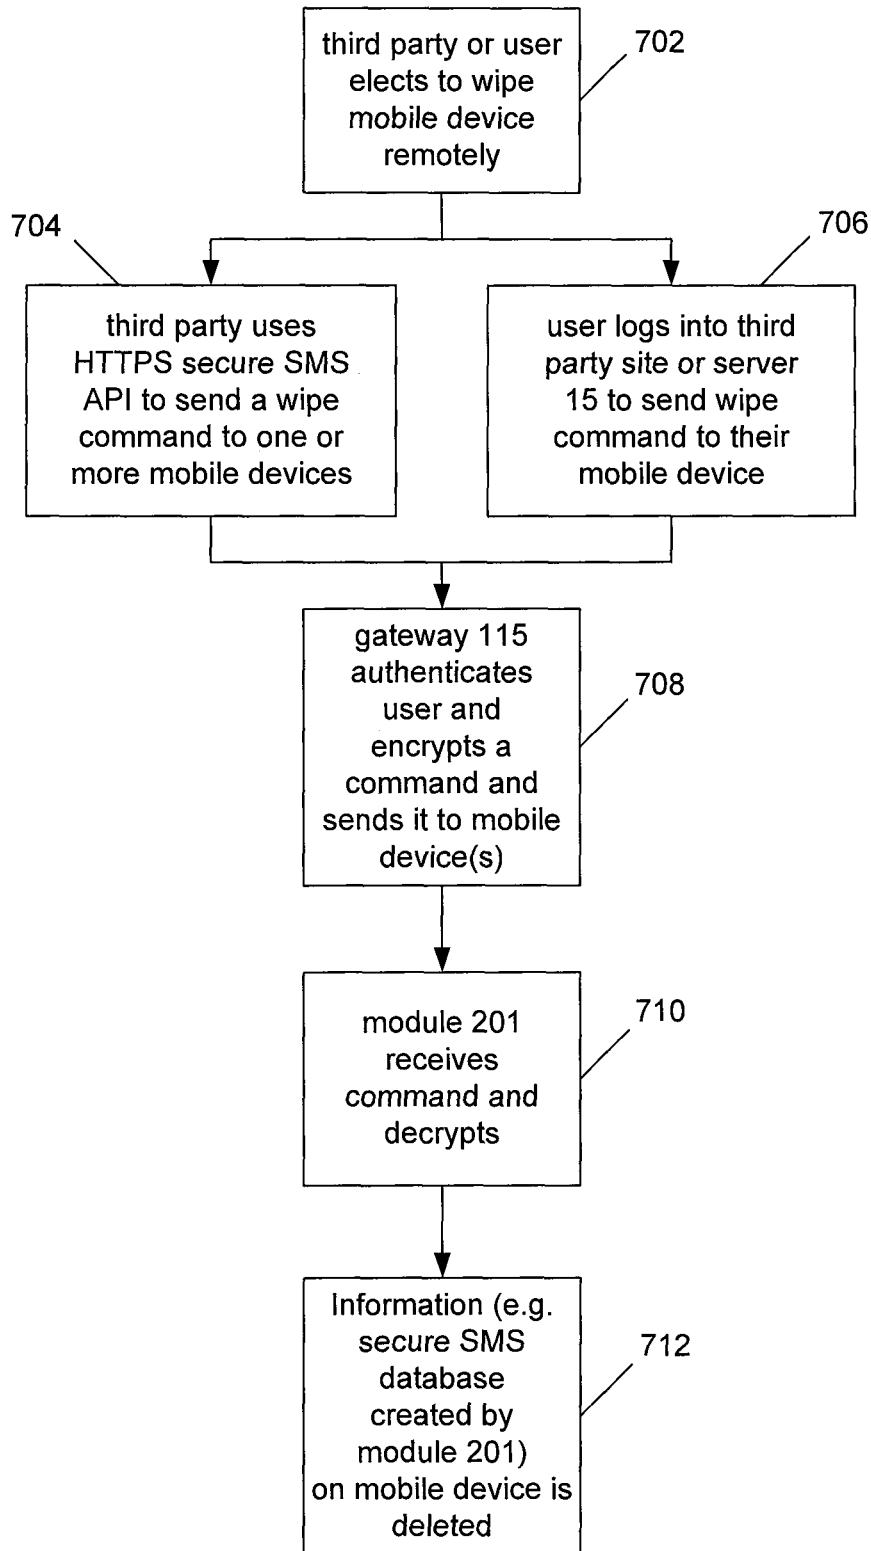 third party or user
elects to wipe
mobile device
remotely
702
704
706
third party uses
HTTPS secure SMS
API to send a wipe
command to one or
more mobile devices
user logs into third
party site or server
15 to send wipe
command to their
mobile device
gateway 115
authenticates
user and
encrypts a
command and
sends it to mobile
device(s)
708
module 201
receives
command and
decrypts
710
Information (e.g.
secure SMS
database
created by
module 201)
on mobile device is
deleted
712